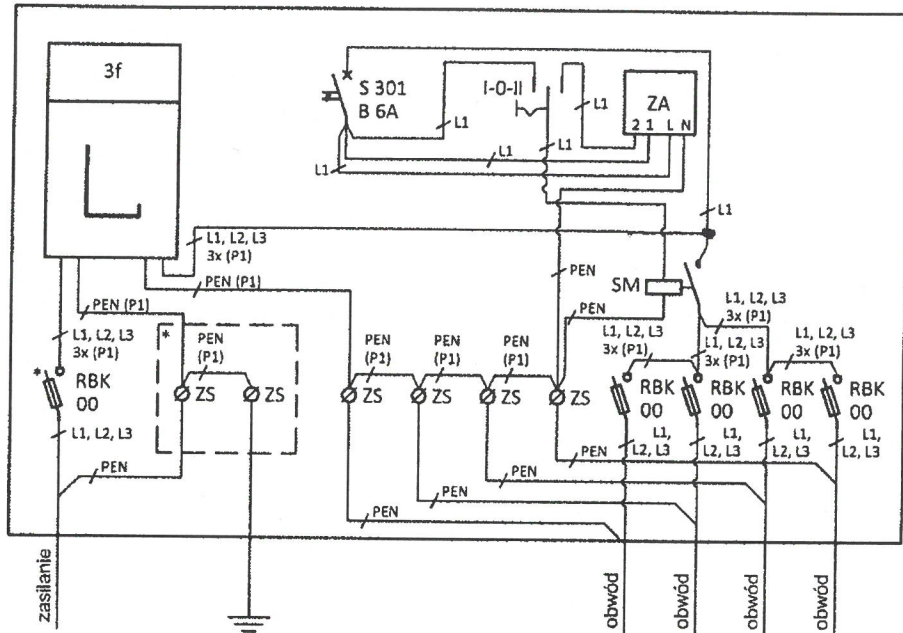 3f
S 301
B 6A
I-0-II
ZA
2 1 L N
L1
L1
L1
L1
L1
L1
L1, L2, L3
3x (P1)
PEN (P1)
PEN (P1)
PEN
SM
PEN
L1, L2, L3
3x (P1)
*
RBK
00
L1, L2, L3
*
PEN
(P1)
ZS
ZS
PEN
PEN
(P1)
PEN
(P1)
PEN
(P1)
ZS
ZS
ZS
ZS
L1, L2, L3
3x (P1)
L1, L2, L3
3x (P1)
L1, L2, L3
3x (P1)
L1, L2, L3
3x (P1)
RBK
00
RBK
00
RBK
00
RBK
00
L1,
L2, L3
L1,
L2, L3
L1,
L2, L3
L1,
L2, L3
PEN
PEN
PEN
PEN
zasilanie
obwód
obwód
obwód
obwód